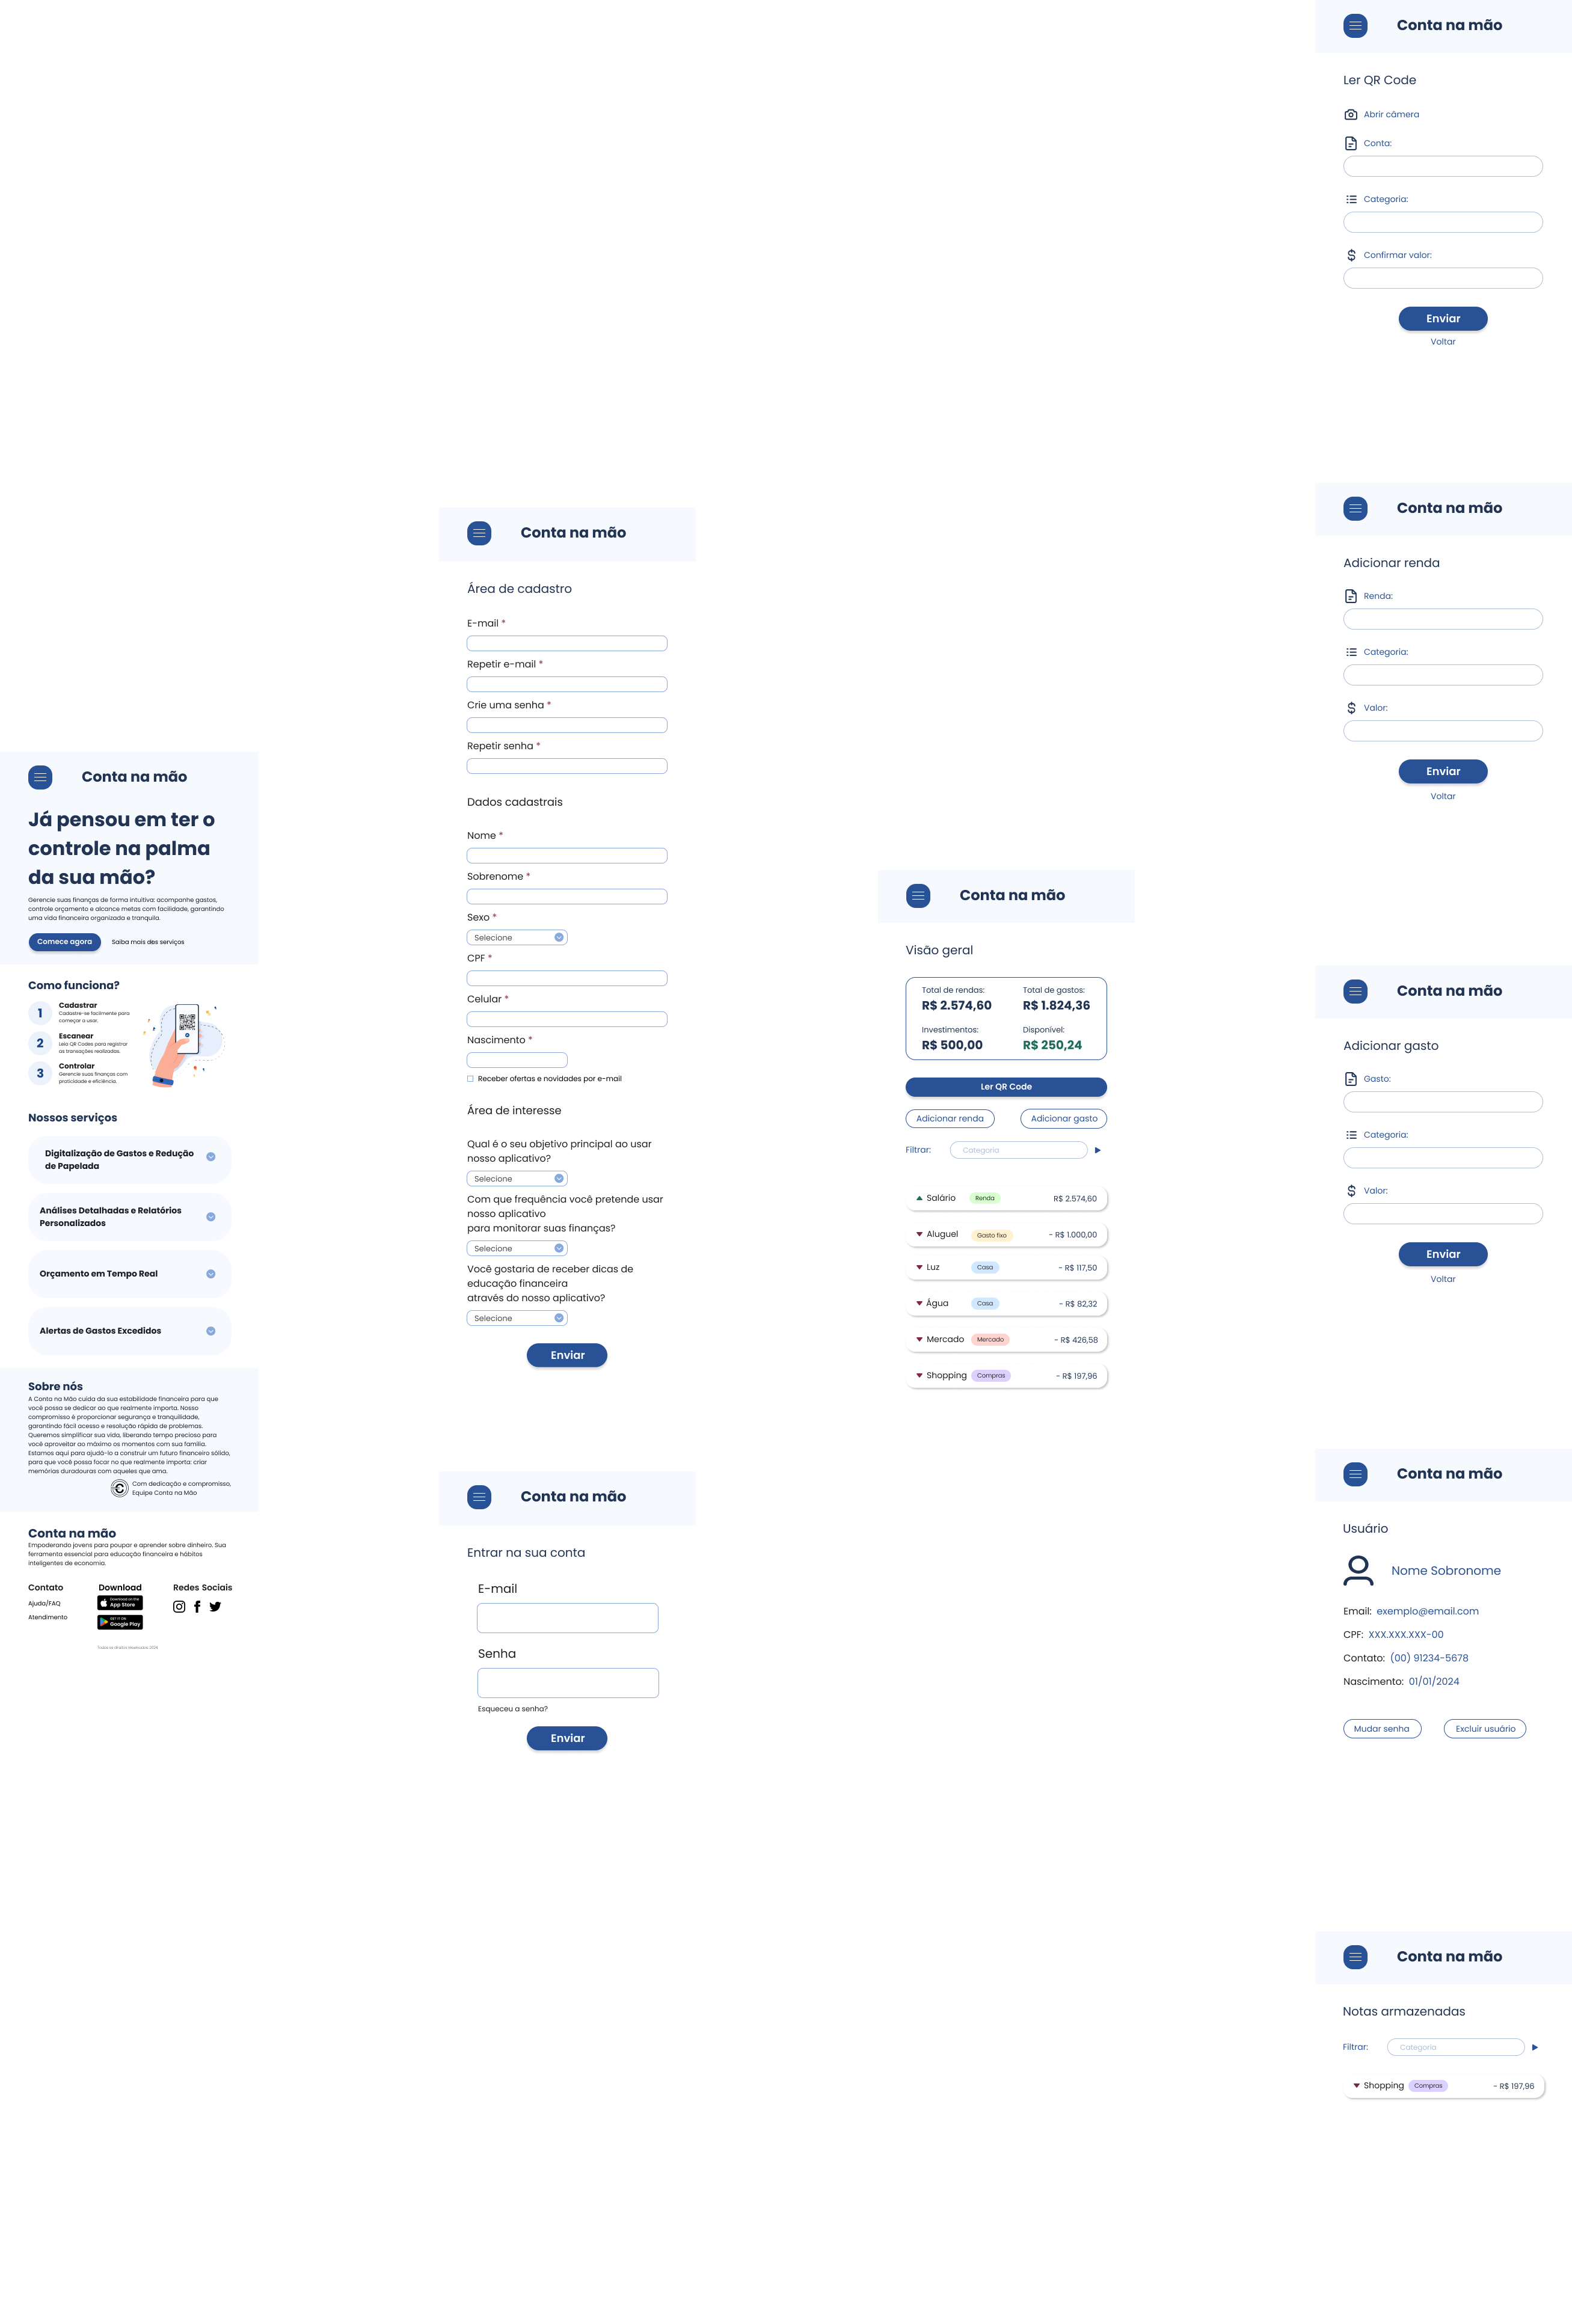 Conta na mão
Já pensou em ter o
controle na palma
da sua mão?
Gerencie suas finanças de forma intuitiva: acompanhe gastos,
controle orçamento e alcance metas com facilidade, garantindo
uma vida financeira organizada e tranquila.
Comece agora
Saiba mais des serviços
Como funciona?
1
Cadastrar
Cadastre-se facilmente para
começar a usar.
2
Escanear
Leia QR Codes para registrar
as transações realisados.
3
Controlar
Gerencie suas finanças com
praticidade e eficiência.
Nossos serviços
Digitalização de Gastos e Redução
de Papelada
Análises Detalhadas e Relatórios
Personalizados
Orçamento em Tempo Real
Alertas de Gastos Excedidos
Sobre nós
A Conta na Mão cuida da sua estabilidade financeira para que
você possa se dedicar ao que realmente importa. Nosso
compromisso é proporcionar segurança e tranquilidade,
garantindo fácil acesso e resolução rápida de problemas.
Queremos simplificar sua vida, liberando tempo precioso para
você aproveitar ao máximo os momentos com sua família.
Estamos aqui para ajudá-lo a construir um futuro financeiro sólido,
para que você possa focar no que realmente importa: criar
memórias duradouras com aqueles que ama.
Com dedicação e compromisso,
Equipe Conta na Mão
Conta na mão
Empoderando jovens para poupar e aprender sobre dinheiro. Sua
ferramenta essencial para educação financeira e hábitos
inteligentes de economia.
Contato
Ajuda/FAQ
Atendimento
Download
Download on the
App Store
GET IT ON
Google Play
Redes Sociais
Todos os direitos reservados, 2024
Conta na mão
Área de cadastro
E-mail *
Repetir e-mail *
Crie uma senha *
Repetir senha *
Dados cadastrais
Nome *
Sobrenome *
Sexo *
Selecione
CPF *
Celular *
Nascimento *
Receber ofertas e novidades por e-mail
Área de interesse
Qual é o seu objetivo principal ao usar
nosso aplicativo?
Selecione
Com que frequência você pretende usar
nosso aplicativo
para monitorar suas finanças?
Selecione
Você gostaria de receber dicas de
educação financeira
através do nosso aplicativo?
Selecione
Enviar
Conta na mão
Entrar na sua conta
E-mail
Senha
Esqueceu a senha?
Enviar
Conta na mão
Visão geral
Total de rendas:
R$ 2.574,60
Total de gastos:
R$ 1.824,36
Investimentos:
R$ 500,00
Disponível:
R$ 250,24
Ler QR Code
Adicionar renda
Adicionar gasto
Filtrar:
Categoria
Salário Renda R$ 2.574,60
Aluguel Gasto fixo - R$ 1.000,00
Luz Casa - R$ 117,50
Água Casa - R$ 82,32
Mercado Mercado - R$ 426,58
Shopping Compras - R$ 197,96
Conta na mão
Ler QR Code
Abrir câmera
Conta:
Categoria:
$ Confirmar valor:
Enviar
Voltar
Conta na mão
Adicionar renda
Renda:
Categoria:
$ Valor:
Enviar
Voltar
Conta na mão
Adicionar gasto
Gasto:
Categoria:
$ Valor:
Enviar
Voltar
Conta na mão
Usuário
Nome Sobronome
Email: exemplo@email.com
CPF: XXX.XXX.XXX-00
Contato: (00) 91234-5678
Nascimento: 01/01/2024
Mudar senha
Excluir usuário
Conta na mão
Notas armazenadas
Filtrar:
Categoria
Shopping Compras - R$ 197,96